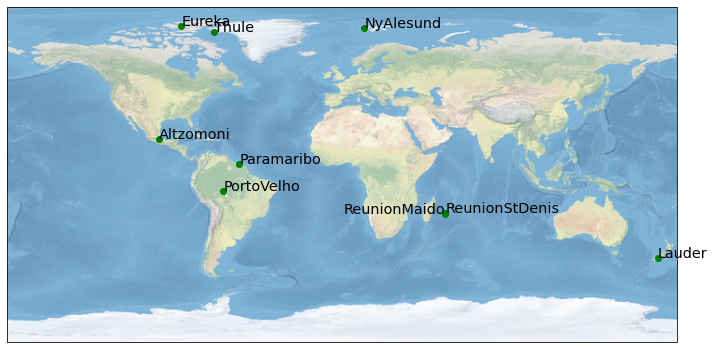 Eureka
Thule
NyAlesund
Altzomoni
Paramaribo
PortoVelho
ReunionMaido
ReunionStDenis
Lauder